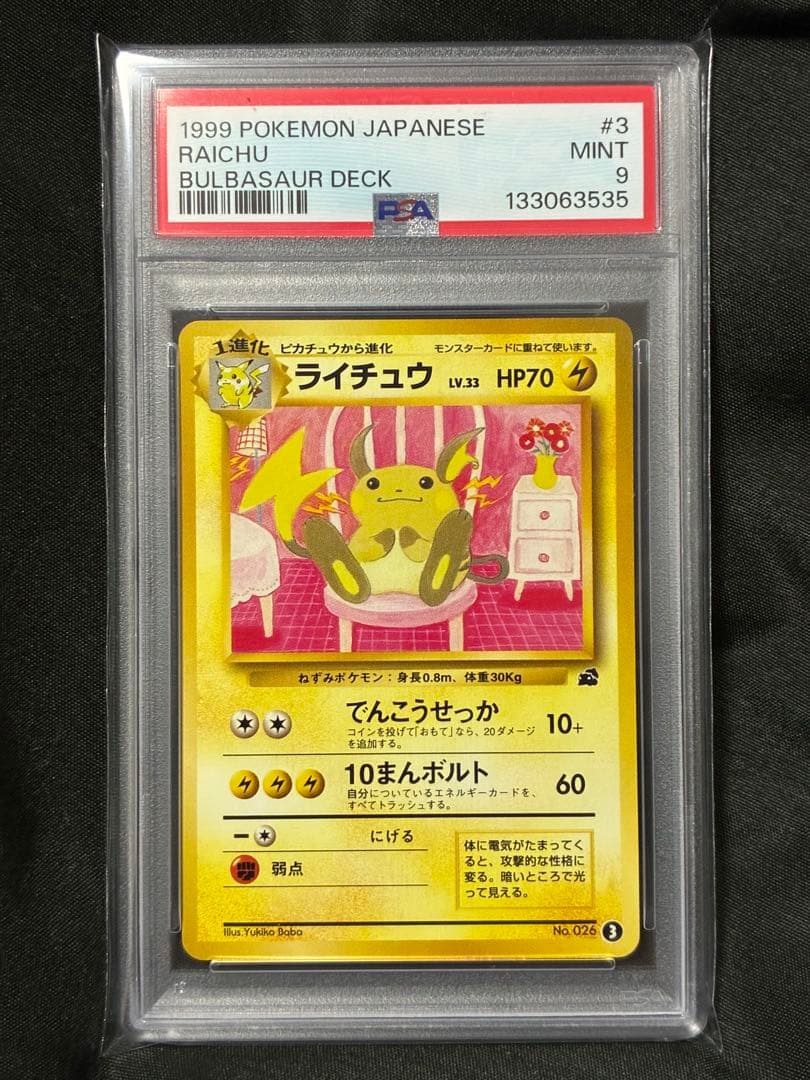 1999 POKEMON JAPANESE #3
RAICHU MINT
BULBASAUR DECK 9
PSA 133063535
1進化 ピカチュウから進化 モンスターカードに重ねて使います。
ライチュウ LV.33 HP70
ねずみポケモン：身長0.8m、体重30Kg
でんこうせっか 10+
コインを投げて「おもて」なら、20ダメージ
を追加する。
10まんボルト 60
自分についているエネルギーカードを、
すべてトラッシュする。
にげる
弱点
体に電気がたまってく
ると、攻撃的な性格に
変る。暗いところで光
って見える。
Illus. Yukiko Baba No. 026 3